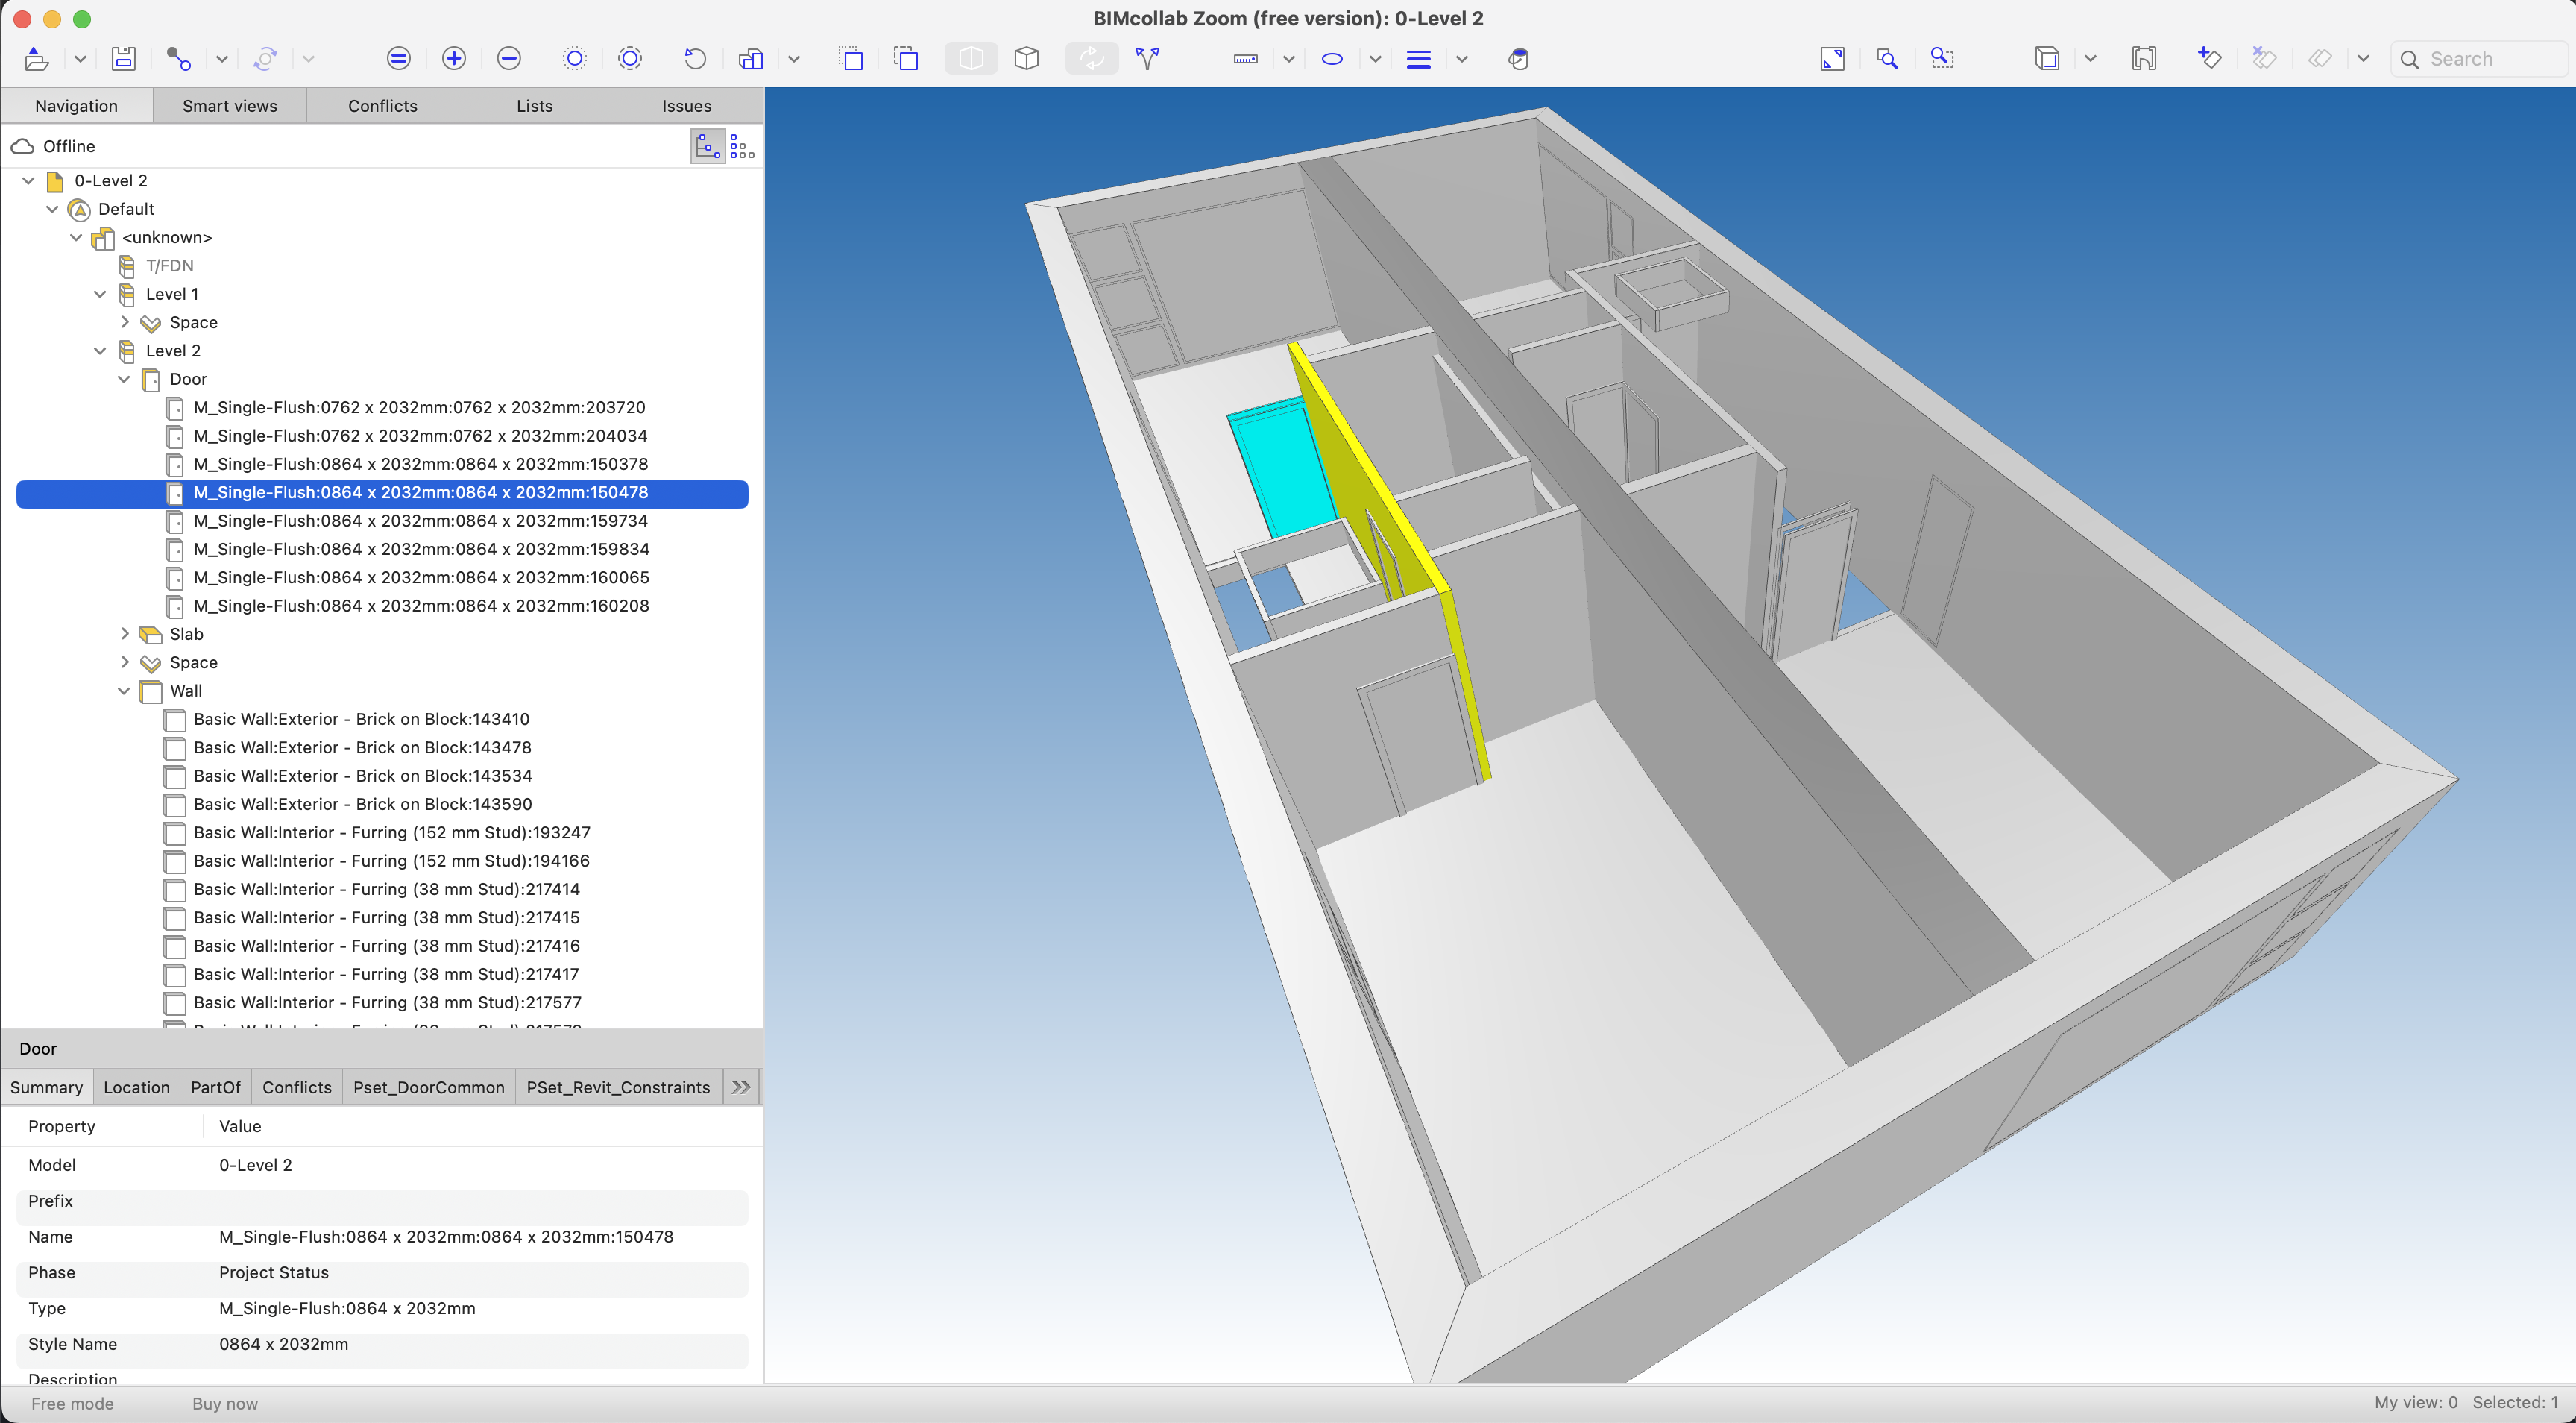 BIMcollab Zoom (free version): 0-Level 2
Search
Navigation
Smart views
Conflicts
Lists
Issues
Offline
0-Level 2
Default
<unknown>
T/FDN
Level 1
Space
Level 2
Door
M_Single-Flush:0762 x 2032mm:0762 x 2032mm:203720
M_Single-Flush:0762 x 2032mm:0762 x 2032mm:204034
M_Single-Flush:0864 x 2032mm:0864 x 2032mm:150378
M_Single-Flush:0864 x 2032mm:0864 x 2032mm:150478
M_Single-Flush:0864 x 2032mm:0864 x 2032mm:159734
M_Single-Flush:0864 x 2032mm:0864 x 2032mm:159834
M_Single-Flush:0864 x 2032mm:0864 x 2032mm:160065
M_Single-Flush:0864 x 2032mm:0864 x 2032mm:160208
Slab
Space
Wall
Basic Wall:Exterior - Brick on Block:143410
Basic Wall:Exterior - Brick on Block:143478
Basic Wall:Exterior - Brick on Block:143534
Basic Wall:Exterior - Brick on Block:143590
Basic Wall:Interior - Furring (152 mm Stud):193247
Basic Wall:Interior - Furring (152 mm Stud):194166
Basic Wall:Interior - Furring (38 mm Stud):217414
Basic Wall:Interior - Furring (38 mm Stud):217415
Basic Wall:Interior - Furring (38 mm Stud):217416
Basic Wall:Interior - Furring (38 mm Stud):217417
Basic Wall:Interior - Furring (38 mm Stud):217577
Door
Summary
Location
PartOf
Conflicts
Pset_DoorCommon
PSet_Revit_Constraints
Property Value
Model 0-Level 2
Prefix
Name M_Single-Flush:0864 x 2032mm:0864 x 2032mm:150478
Phase Project Status
Type M_Single-Flush:0864 x 2032mm
Style Name 0864 x 2032mm
Description
Free mode
Buy now
My view: 0 Selected: 1